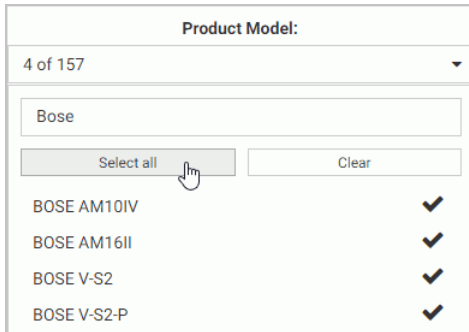 Product Model:
4 of 157
Bose
Select all
Clear
BOSE AM10IV
BOSE AM16II
BOSE V-S2
BOSE V-S2-P